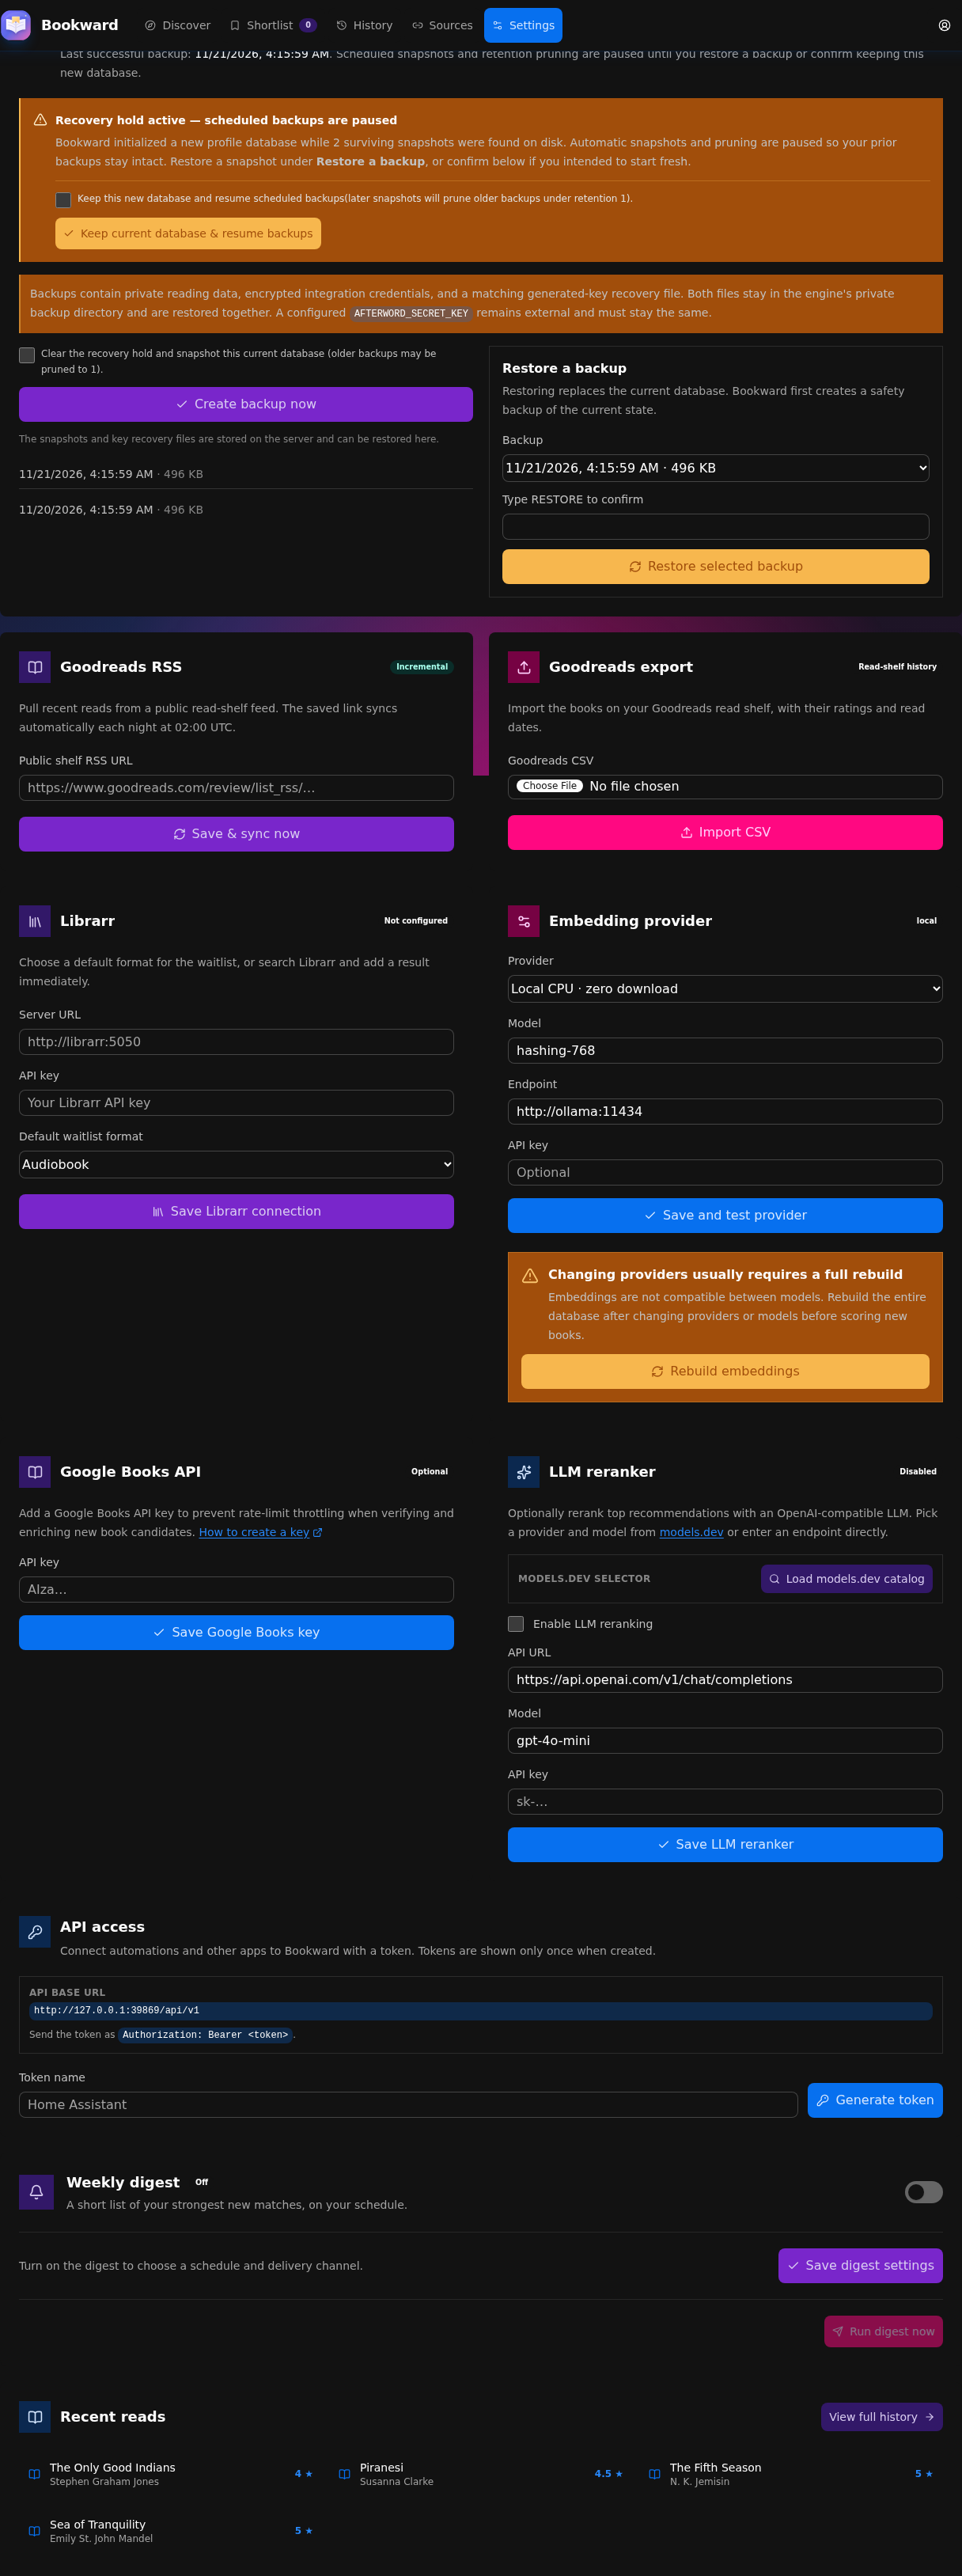 Bookward
Discover
Shortlist 0
History
Sources
Settings
Last successful backup: 11/21/2026, 4:15:59 AM. Scheduled snapshots and retention pruning are paused until you restore a backup or confirm keeping this
new database.
Recovery hold active — scheduled backups are paused
Bookward initialized a new profile database while 2 surviving snapshots were found on disk. Automatic snapshots and pruning are paused so your prior
backups stay intact. Restore a snapshot under Restore a backup, or confirm below if you intended to start fresh.
Keep this new database and resume scheduled backups(later snapshots will prune older backups under retention 1).
Keep current database & resume backups
Backups contain private reading data, encrypted integration credentials, and a matching generated-key recovery file. Both files stay in the engine's private
backup directory and are restored together. A configured AFTERWORD_SECRET_KEY remains external and must stay the same.
Clear the recovery hold and snapshot this current database (older backups may be
pruned to 1).
Create backup now
The snapshots and key recovery files are stored on the server and can be restored here.
11/21/2026, 4:15:59 AM · 496 KB
11/20/2026, 4:15:59 AM · 496 KB
Restore a backup
Restoring replaces the current database. Bookward first creates a safety
backup of the current state.
Backup
11/21/2026, 4:15:59 AM · 496 KB
Type RESTORE to confirm
Restore selected backup
Goodreads RSS
Incremental
Pull recent reads from a public read-shelf feed. The saved link syncs
automatically each night at 02:00 UTC.
Public shelf RSS URL
https://www.goodreads.com/review/list_rss/…
Save & sync now
Goodreads export
Read-shelf history
Import the books on your Goodreads read shelf, with their ratings and read
dates.
Goodreads CSV
Choose File No file chosen
Import CSV
Librarr
Not configured
Choose a default format for the waitlist, or search Librarr and add a result
immediately.
Server URL
http://librarr:5050
API key
Your Librarr API key
Default waitlist format
Audiobook
Save Librarr connection
Embedding provider
local
Provider
Local CPU · zero download
Model
hashing-768
Endpoint
http://ollama:11434
API key
Optional
Save and test provider
Changing providers usually requires a full rebuild
Embeddings are not compatible between models. Rebuild the entire
database after changing providers or models before scoring new
books.
Rebuild embeddings
Google Books API
Optional
Add a Google Books API key to prevent rate-limit throttling when verifying and
enriching new book candidates. How to create a key
API key
AIza…
Save Google Books key
LLM reranker
Disabled
Optionally rerank top recommendations with an OpenAI-compatible LLM. Pick
a provider and model from models.dev or enter an endpoint directly.
MODELS.DEV SELECTOR
Load models.dev catalog
Enable LLM reranking
API URL
https://api.openai.com/v1/chat/completions
Model
gpt-4o-mini
API key
sk-…
Save LLM reranker
API access
Connect automations and other apps to Bookward with a token. Tokens are shown only once when created.
API BASE URL
http://127.0.0.1:39869/api/v1
Send the token as Authorization: Bearer <token>.
Token name
Home Assistant
Generate token
Weekly digest
Off
A short list of your strongest new matches, on your schedule.
Turn on the digest to choose a schedule and delivery channel.
Save digest settings
Run digest now
Recent reads
View full history
The Only Good Indians
Stephen Graham Jones
4 ★
Piranesi
Susanna Clarke
4.5 ★
The Fifth Season
N. K. Jemisin
5 ★
Sea of Tranquility
Emily St. John Mandel
5 ★